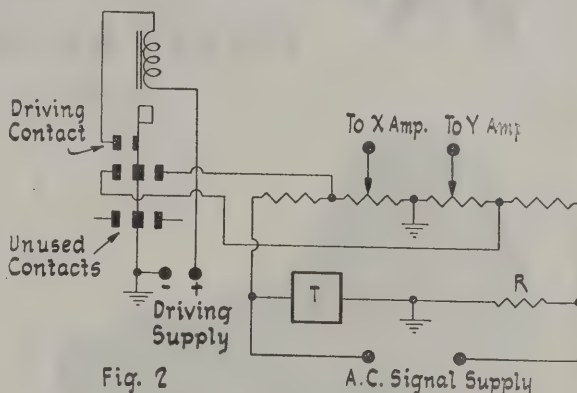 Driving
Contact
To X Amp. To Y Amp
Unused
Contacts
- +
Driving
Supply
T
R
Fig. 2
A.C. Signal Supply